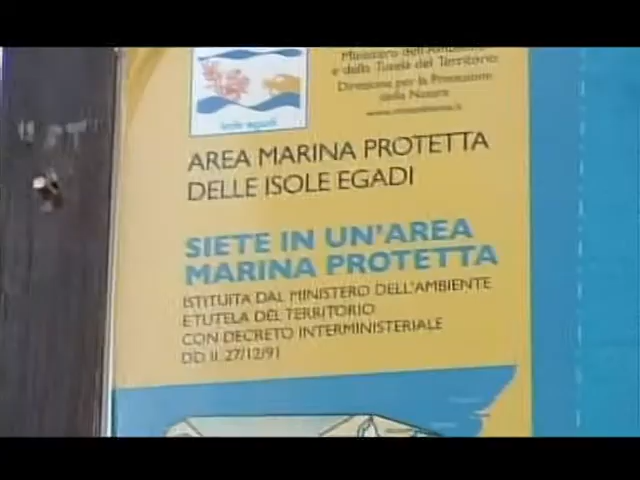 isole egadi
Ministero dell'Ambiente
e della Tutela del Territorio
Direzione per la Protezione
della Natura
AREA MARINA PROTETTA
DELLE ISOLE EGADI
SIETE IN UN'AREA
MARINA PROTETTA
ISTITUITA DAL MINISTERO DELL'AMBIENTE
E TUTELA DEL TERRITORIO
CON DECRETO INTERMINISTERIALE
DD II. 27/12/91